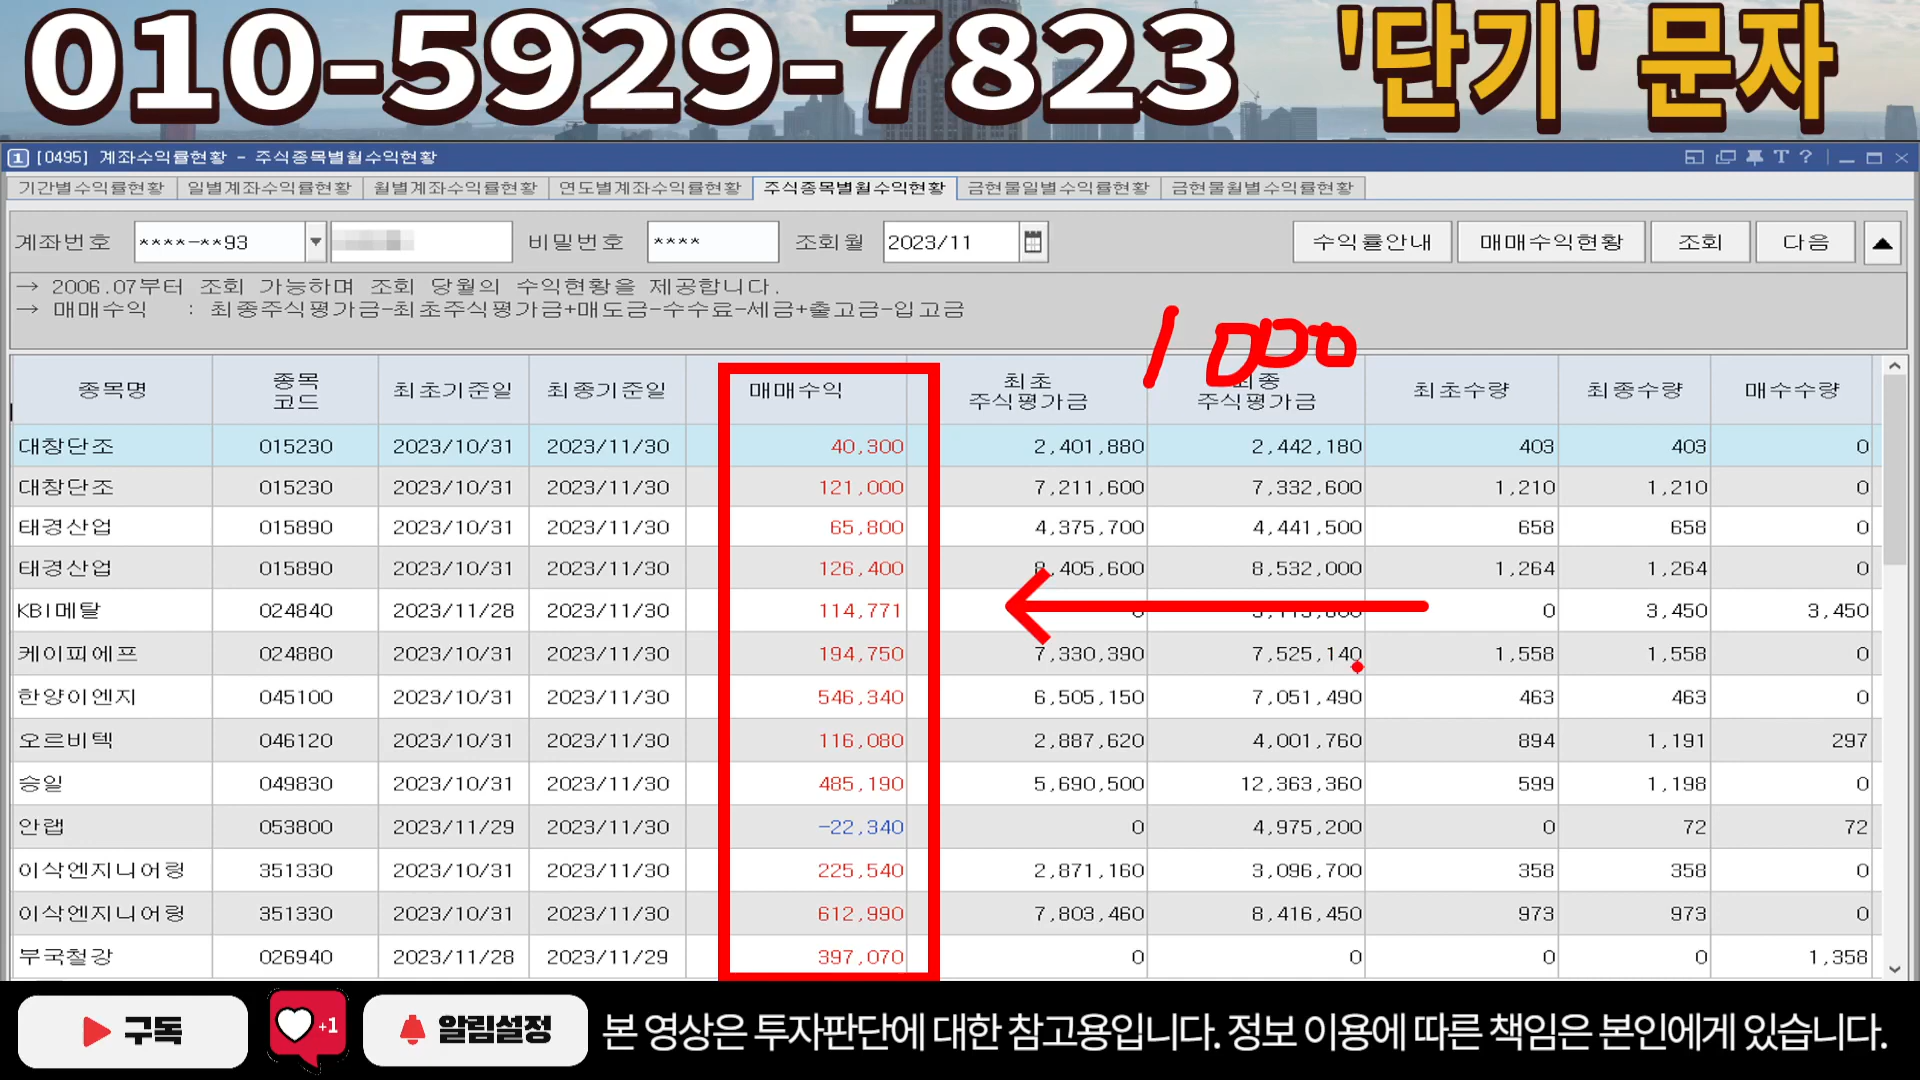 010-5929-7823 '단기' 문자
1 [0495] 계좌수익률현황 - 주식종목별월수익현황
기간별수익률현황 일별계좌수익률현황 월별계좌수익률현황 연도별계좌수익률현황 주식종목별월수익현황 금현물일별수익률현황 금현물월별수익률현황
계좌번호 ****-**93 비밀번호 **** 조회월 2023/11 수익률안내 매매수익현황 조회 다음
→ 2006.07부터 조회 가능하며 조회 당월의 수익현황을 제공합니다.
→ 매매수익 : 최종주식평가금-최초주식평가금+매도금-수수료-세금+출고금-입고금
1000
종목명 종목코드 최초기준일 최종기준일 매매수익 최초주식평가금 최종주식평가금 최초수량 최종수량 매수수량
대창단조 015230 2023/10/31 2023/11/30 40,300 2,401,880 2,442,180 403 403 0
대창단조 015230 2023/10/31 2023/11/30 121,000 7,211,600 7,332,600 1,210 1,210 0
태경산업 015890 2023/10/31 2023/11/30 65,800 4,375,700 4,441,500 658 658 0
태경산업 015890 2023/10/31 2023/11/30 126,400 8,405,600 8,532,000 1,264 1,264 0
KBI메탈 024840 2023/11/28 2023/11/30 114,771 0 0 3,450 3,450
케이피에프 024880 2023/10/31 2023/11/30 194,750 7,330,390 7,525,140 1,558 1,558 0
한양이엔지 045100 2023/10/31 2023/11/30 546,340 6,505,150 7,051,490 463 463 0
오르비텍 046120 2023/10/31 2023/11/30 116,080 2,887,620 4,001,760 894 1,191 297
승일 049830 2023/10/31 2023/11/30 485,190 5,690,500 12,363,360 599 1,198 0
안랩 053800 2023/11/29 2023/11/30 -22,340 0 4,975,200 0 72 72
이삭엔지니어링 351330 2023/10/31 2023/11/30 225,540 2,871,160 3,096,700 358 358 0
이삭엔지니어링 351330 2023/10/31 2023/11/30 612,990 7,803,460 8,416,450 973 973 0
부국철강 026940 2023/11/28 2023/11/29 397,070 0 0 0 0 1,358
구독 +1 알림설정 본 영상은 투자판단에 대한 참고용입니다. 정보 이용에 따른 책임은 본인에게 있습니다.